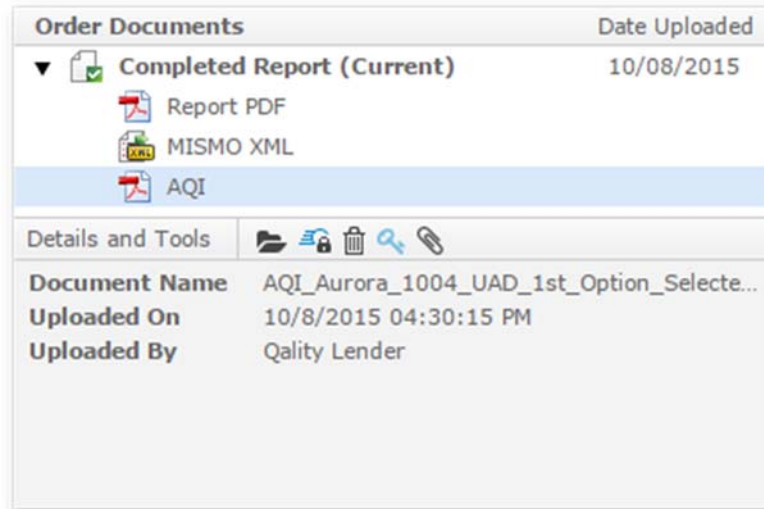 Order Documents Date Uploaded
Completed Report (Current) 10/08/2015
Report PDF
XML MISMO XML
AQI
Details and Tools
Document Name AQI_Aurora_1004_UAD_1st_Option_Selecte...
Uploaded On 10/8/2015 04:30:15 PM
Uploaded By Qality Lender